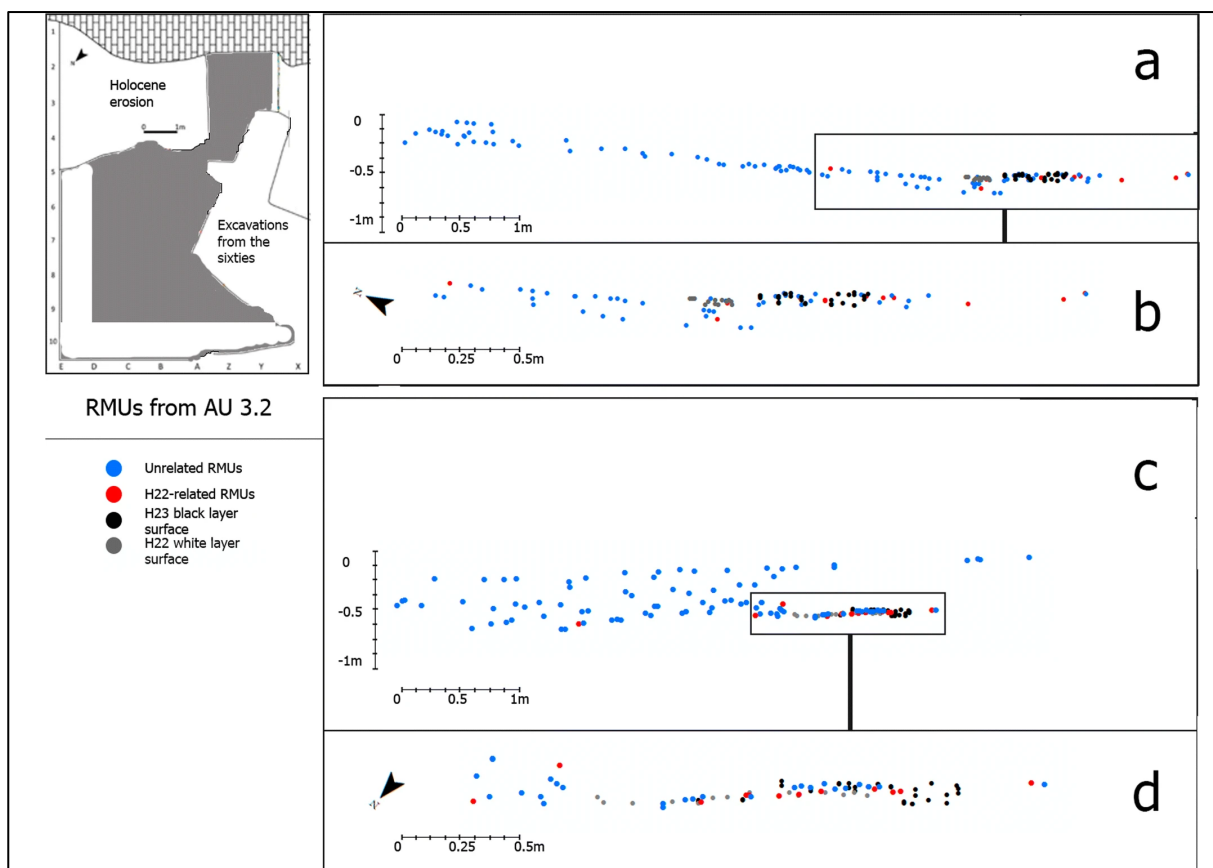 1
2
3
4
5
6
7
8
9
10
E D C B A Z Y X
N
Holocene
erosion
0 1m
Excavations
from the
sixties
RMUs from AU 3.2
Unrelated RMUs
H22-related RMUs
H23 black layer
surface
H22 white layer
surface
a
0
-0.5
-1m
0 0.5 1m
b
N
0 0.25 0.5m
c
0
-0.5
-1m
0 0.5 1m
d
N
0 0.25 0.5m